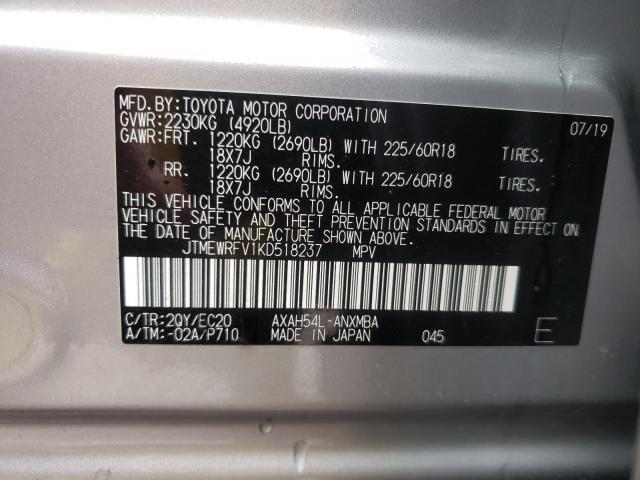 MFD.BY:TOYOTA MOTOR CORPORATION 07/19
GVWR:2230KG (4920LB)
GAWR:FRT. 1220KG (2690LB) WITH 225/60R18 TIRES.
18X7J RIMS.
RR. 1220KG (2690LB) WITH 225/60R18 TIRES.
18X7J RIMS.
THIS VEHICLE CONFORMS TO ALL APPLICABLE FEDERAL MOTOR
VEHICLE SAFETY AND THEFT PREVENTION STANDARDS IN EFFECT ON
THE DATE OF MANUFACTURE SHOWN ABOVE.
JTMEWRFV1KD518237 MPV
C/TR:2QY/EC20 AXAH54L-ANXMBA
A/TM:-02A/P710 MADE IN JAPAN 045 E